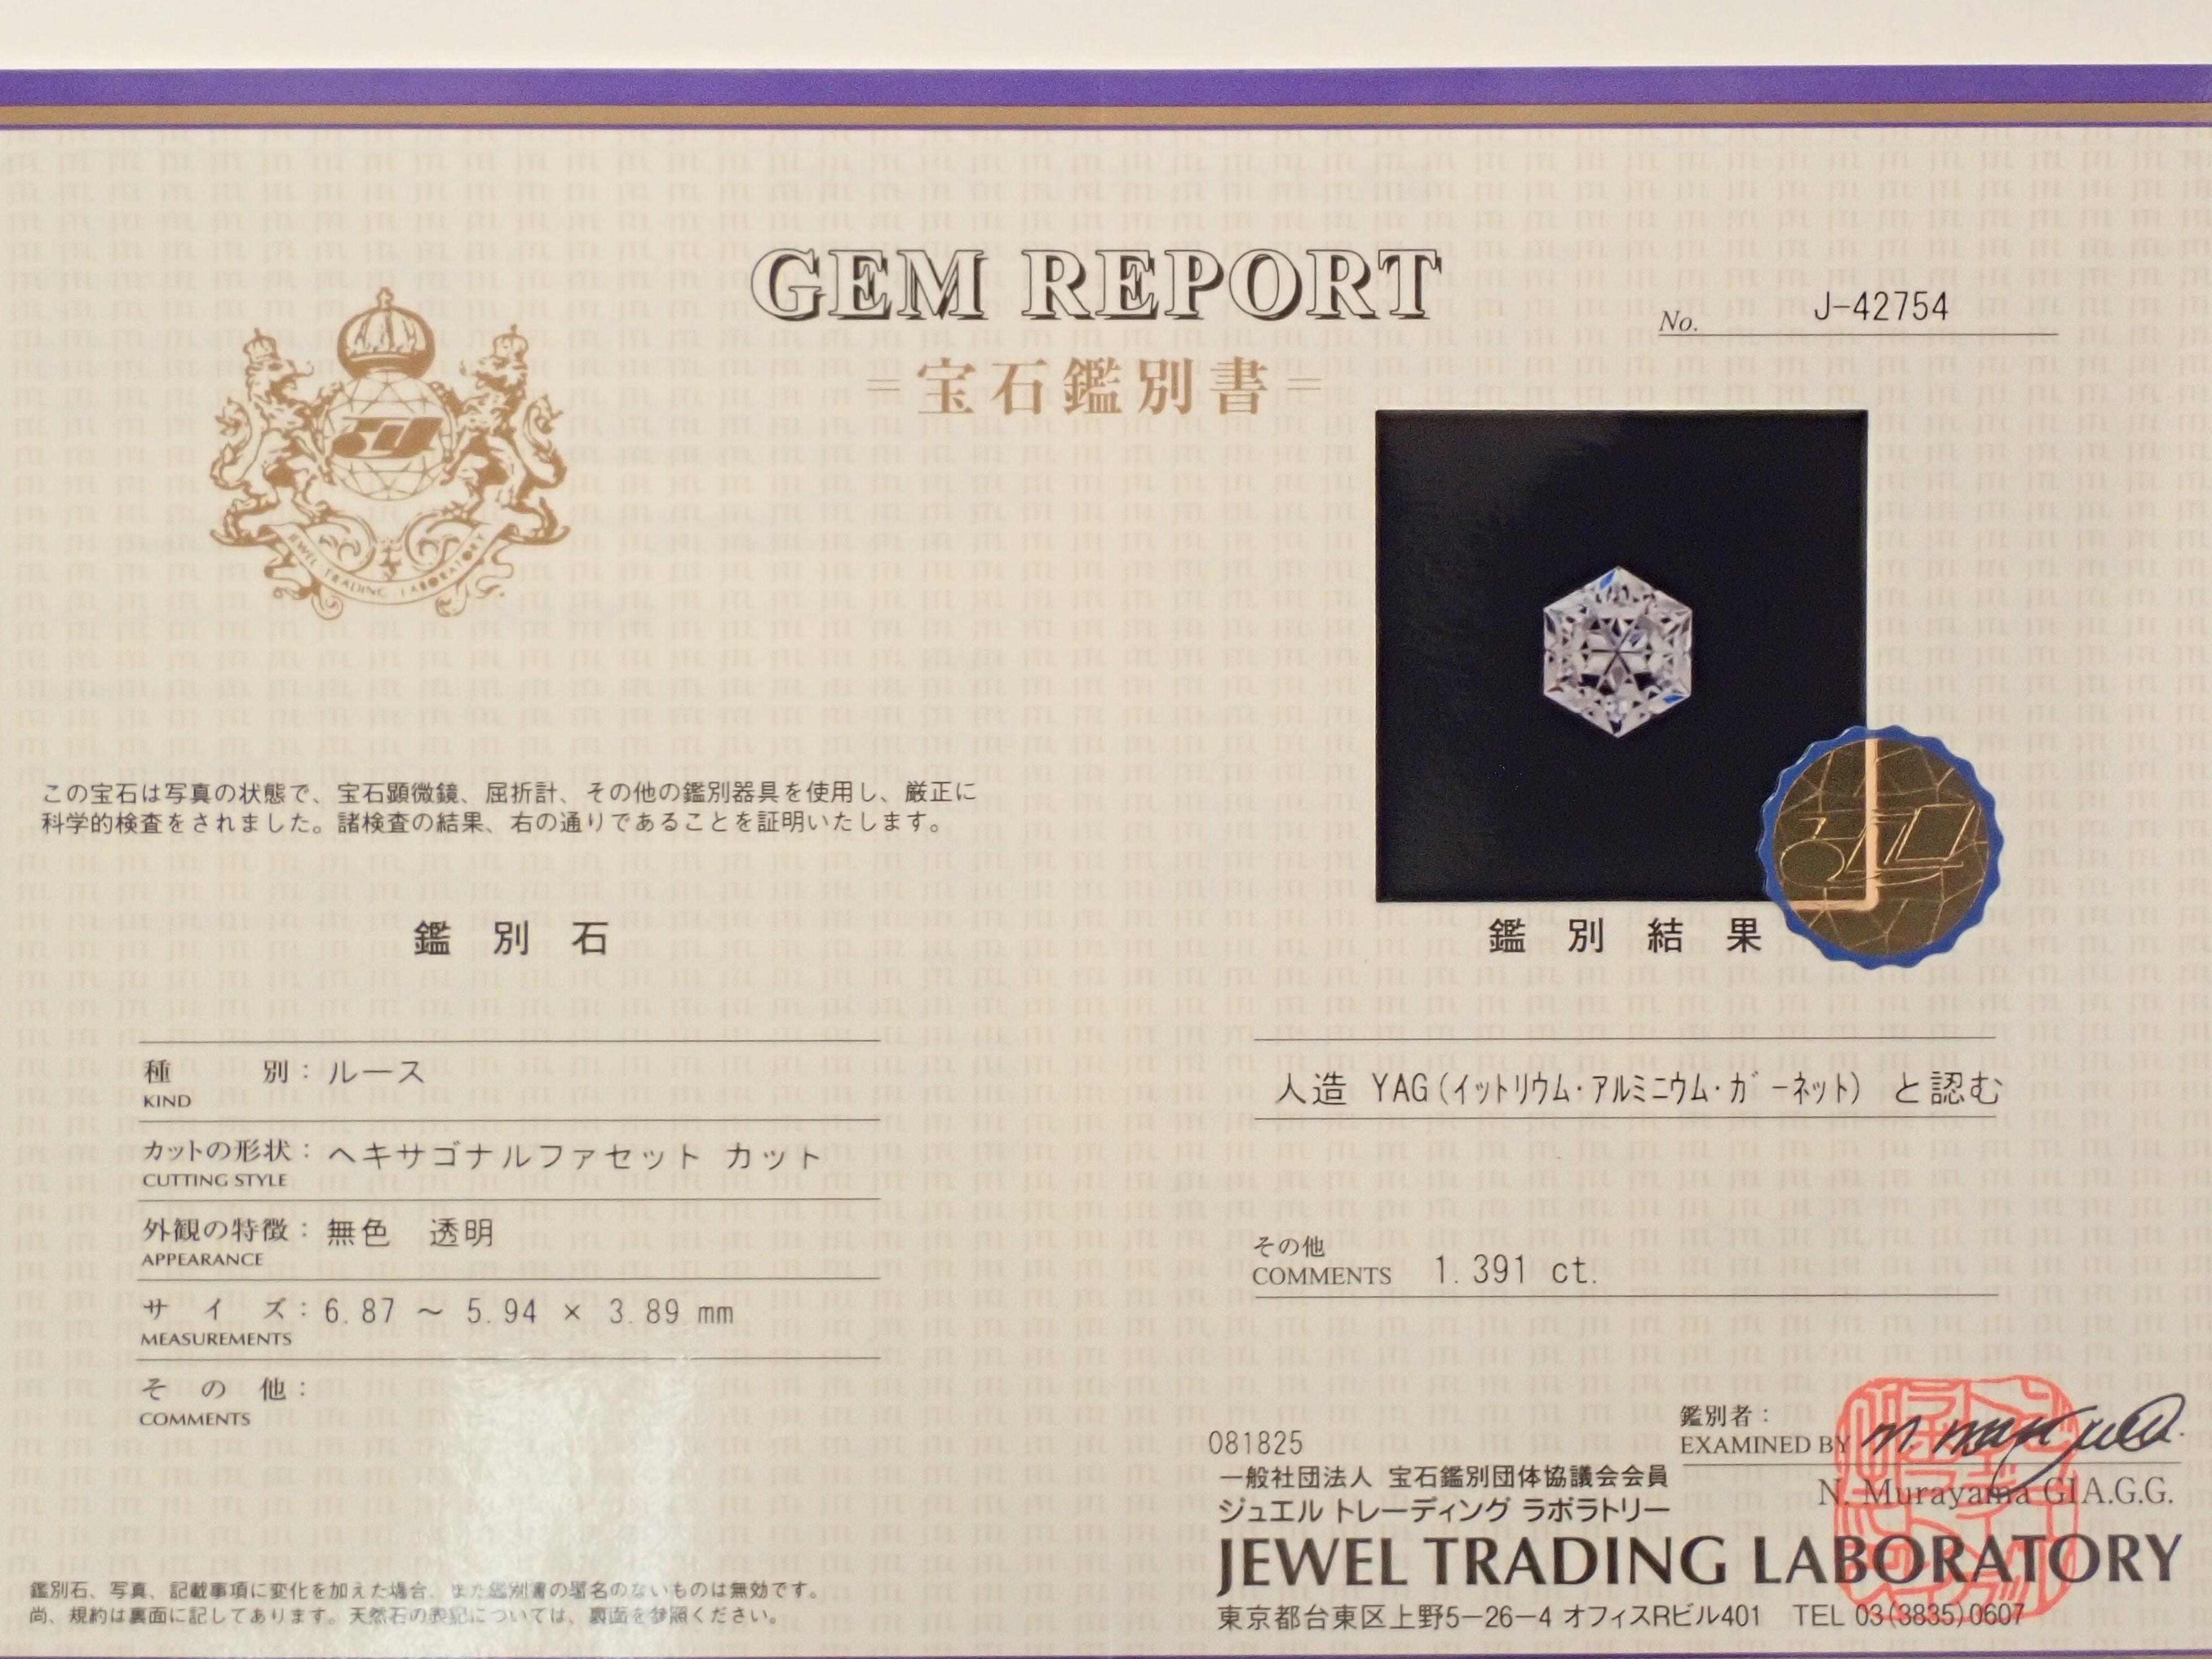 GEM REPORT
No. J-42754
=宝石鑑別書=
JEWEL TRADING LABORATORY
この宝石は写真の状態で、宝石顕微鏡、屈折計、その他の鑑別器具を使用し、厳正に
科学的検査をされました。諸検査の結果、右の通りであることを証明いたします。
鑑別石
種別：ルース
KIND
カットの形状：ヘキサゴナルファセット カット
CUTTING STYLE
外観の特徴：無色 透明
APPEARANCE
サイズ：6.87 ～ 5.94 × 3.89 mm
MEASUREMENTS
その他：
COMMENTS
鑑別石、写真、記載事項に変化を加えた場合、また鑑別書の署名のないものは無効です。
尚、規約は裏面に記してあります。天然石の表記については、裏面を参照ください。
鑑別結果
人造 YAG(イットリウム・アルミニウム・ガーネット) と認む
その他
COMMENTS 1.391 ct.
081825
鑑別者：
EXAMINED BY
N. Murayama GIA.G.G.
一般社団法人 宝石鑑別団体協議会会員
ジュエル トレーディング ラボラトリー
JEWEL TRADING LABORATORY
東京都台東区上野5－26－4 オフィスRビル401 TEL 03(3835)0607